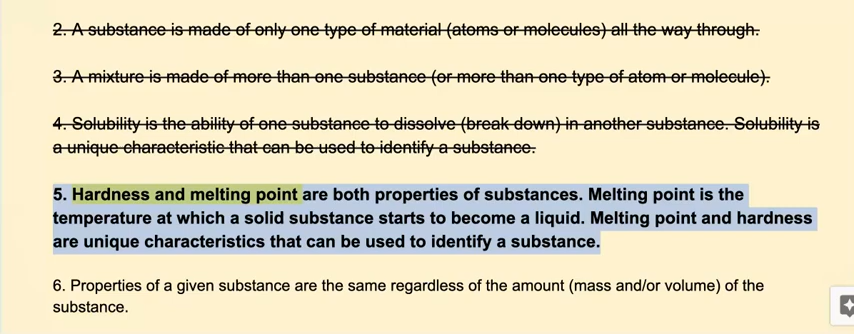 2. A substance is made of only one type of material (atoms or molecules) all the way through.
3. A mixture is made of more than one substance (or more than one type of atom or molecule).
4. Solubility is the ability of one substance to dissolve (break down) in another substance. Solubility is
a unique characteristic that can be used to identify a substance.
5. Hardness and melting point are both properties of substances. Melting point is the
temperature at which a solid substance starts to become a liquid. Melting point and hardness
are unique characteristics that can be used to identify a substance.
6. Properties of a given substance are the same regardless of the amount (mass and/or volume) of the
substance.